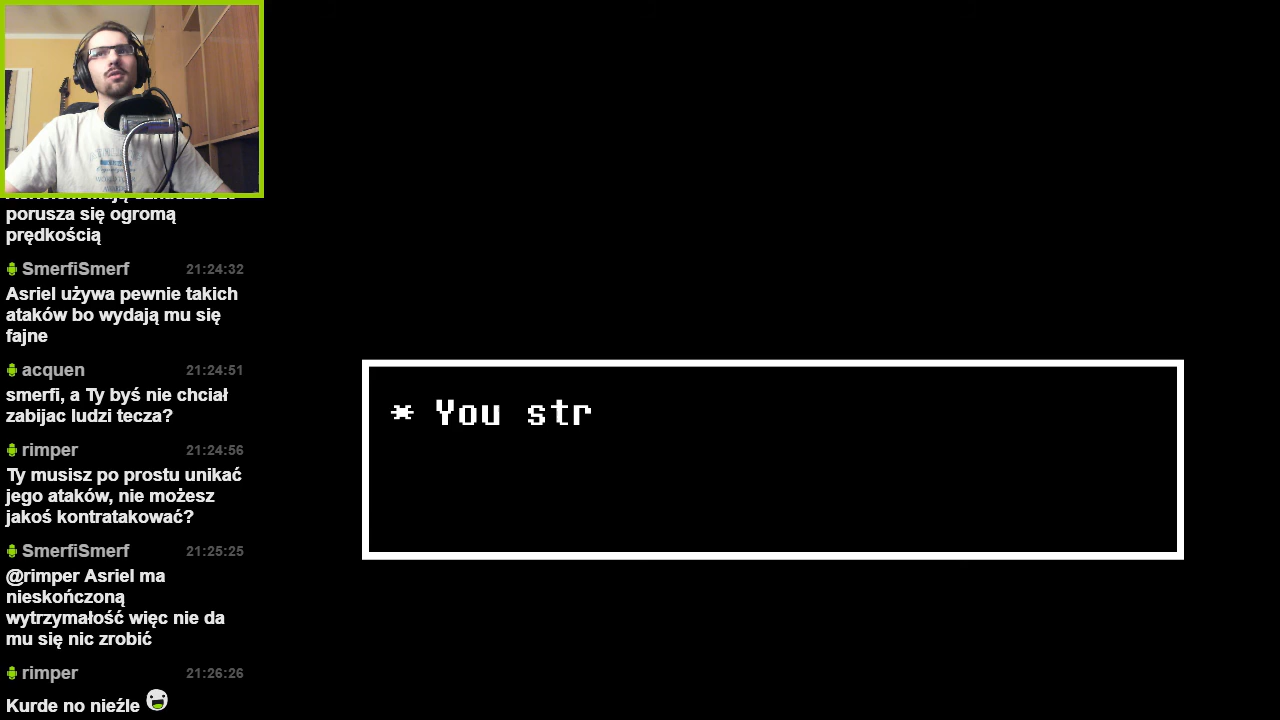 porusza się ogromą
prędkością
SmerfiSmerf 21:24:32
Asriel używa pewnie takich
ataków bo wydają mu się
fajne
acquen 21:24:51
smerfi, a Ty byś nie chciał
zabijac ludzi tecza?
rimper 21:24:56
Ty musisz po prostu unikać
jego ataków, nie możesz
jakoś kontratakować?
SmerfiSmerf 21:25:25
@rimper Asriel ma
nieskończoną
wytrzymałość więc nie da
mu się nic zrobić
rimper 21:26:26
Kurde no nieźle
* You str